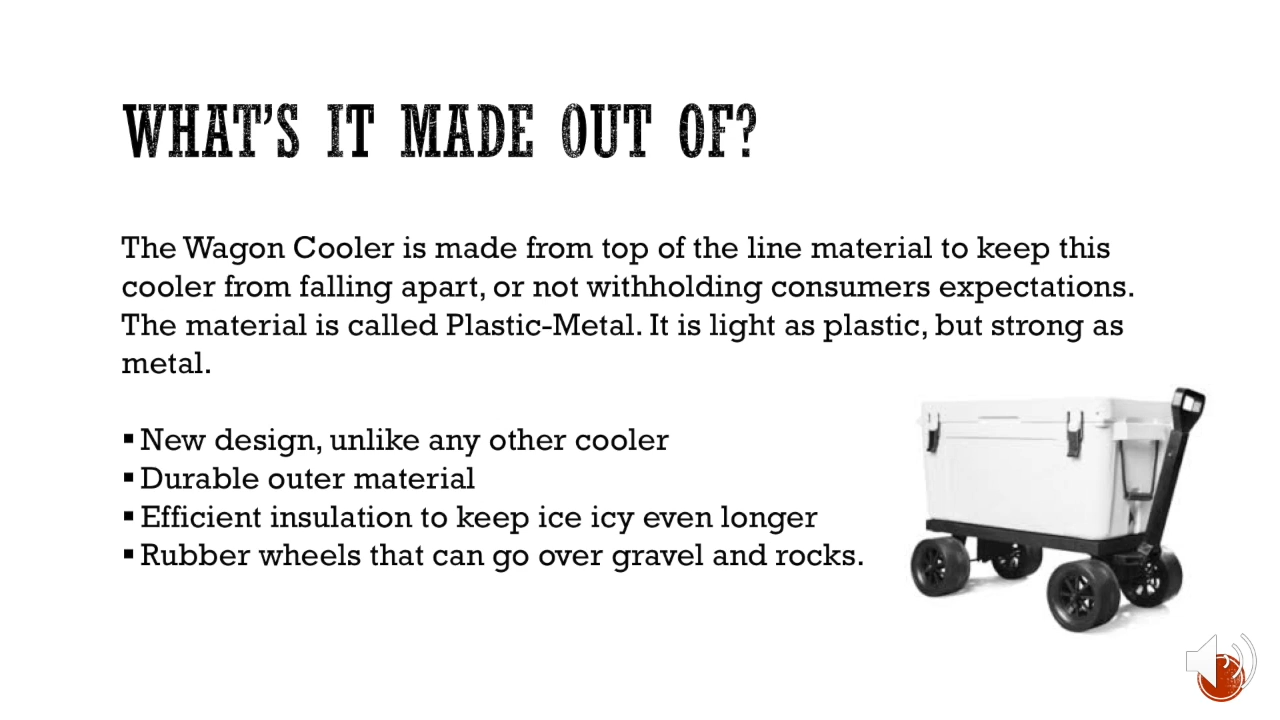 WHAT'S IT MADE OUT OF?
The Wagon Cooler is made from top of the line material to keep this
cooler from falling apart, or not withholding consumers expectations.
The material is called Plastic-Metal. It is light as plastic, but strong as
metal.
▪ New design, unlike any other cooler
▪ Durable outer material
▪ Efficient insulation to keep ice icy even longer
▪ Rubber wheels that can go over gravel and rocks.